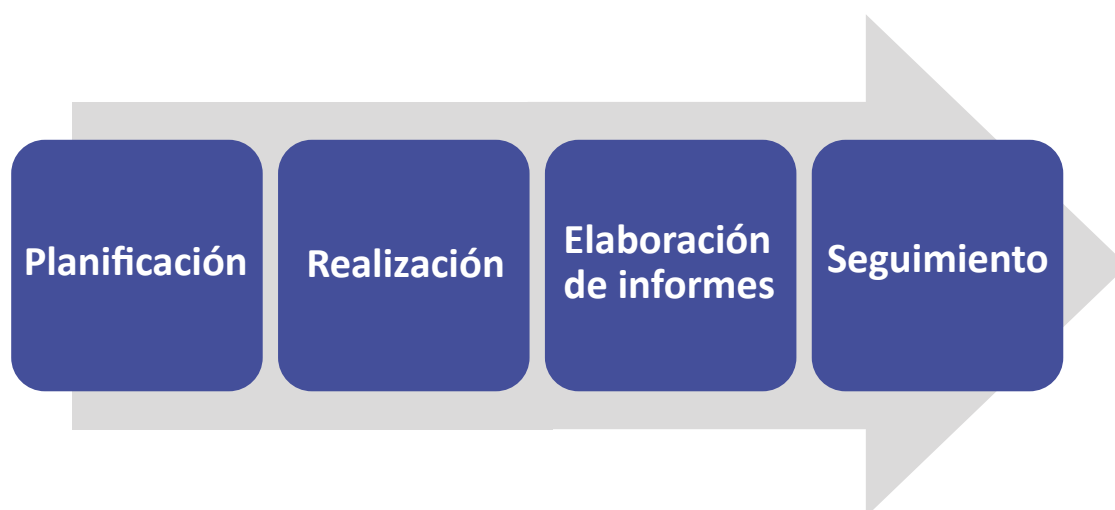 Planificación
Realización
Elaboración
de informes
Seguimiento